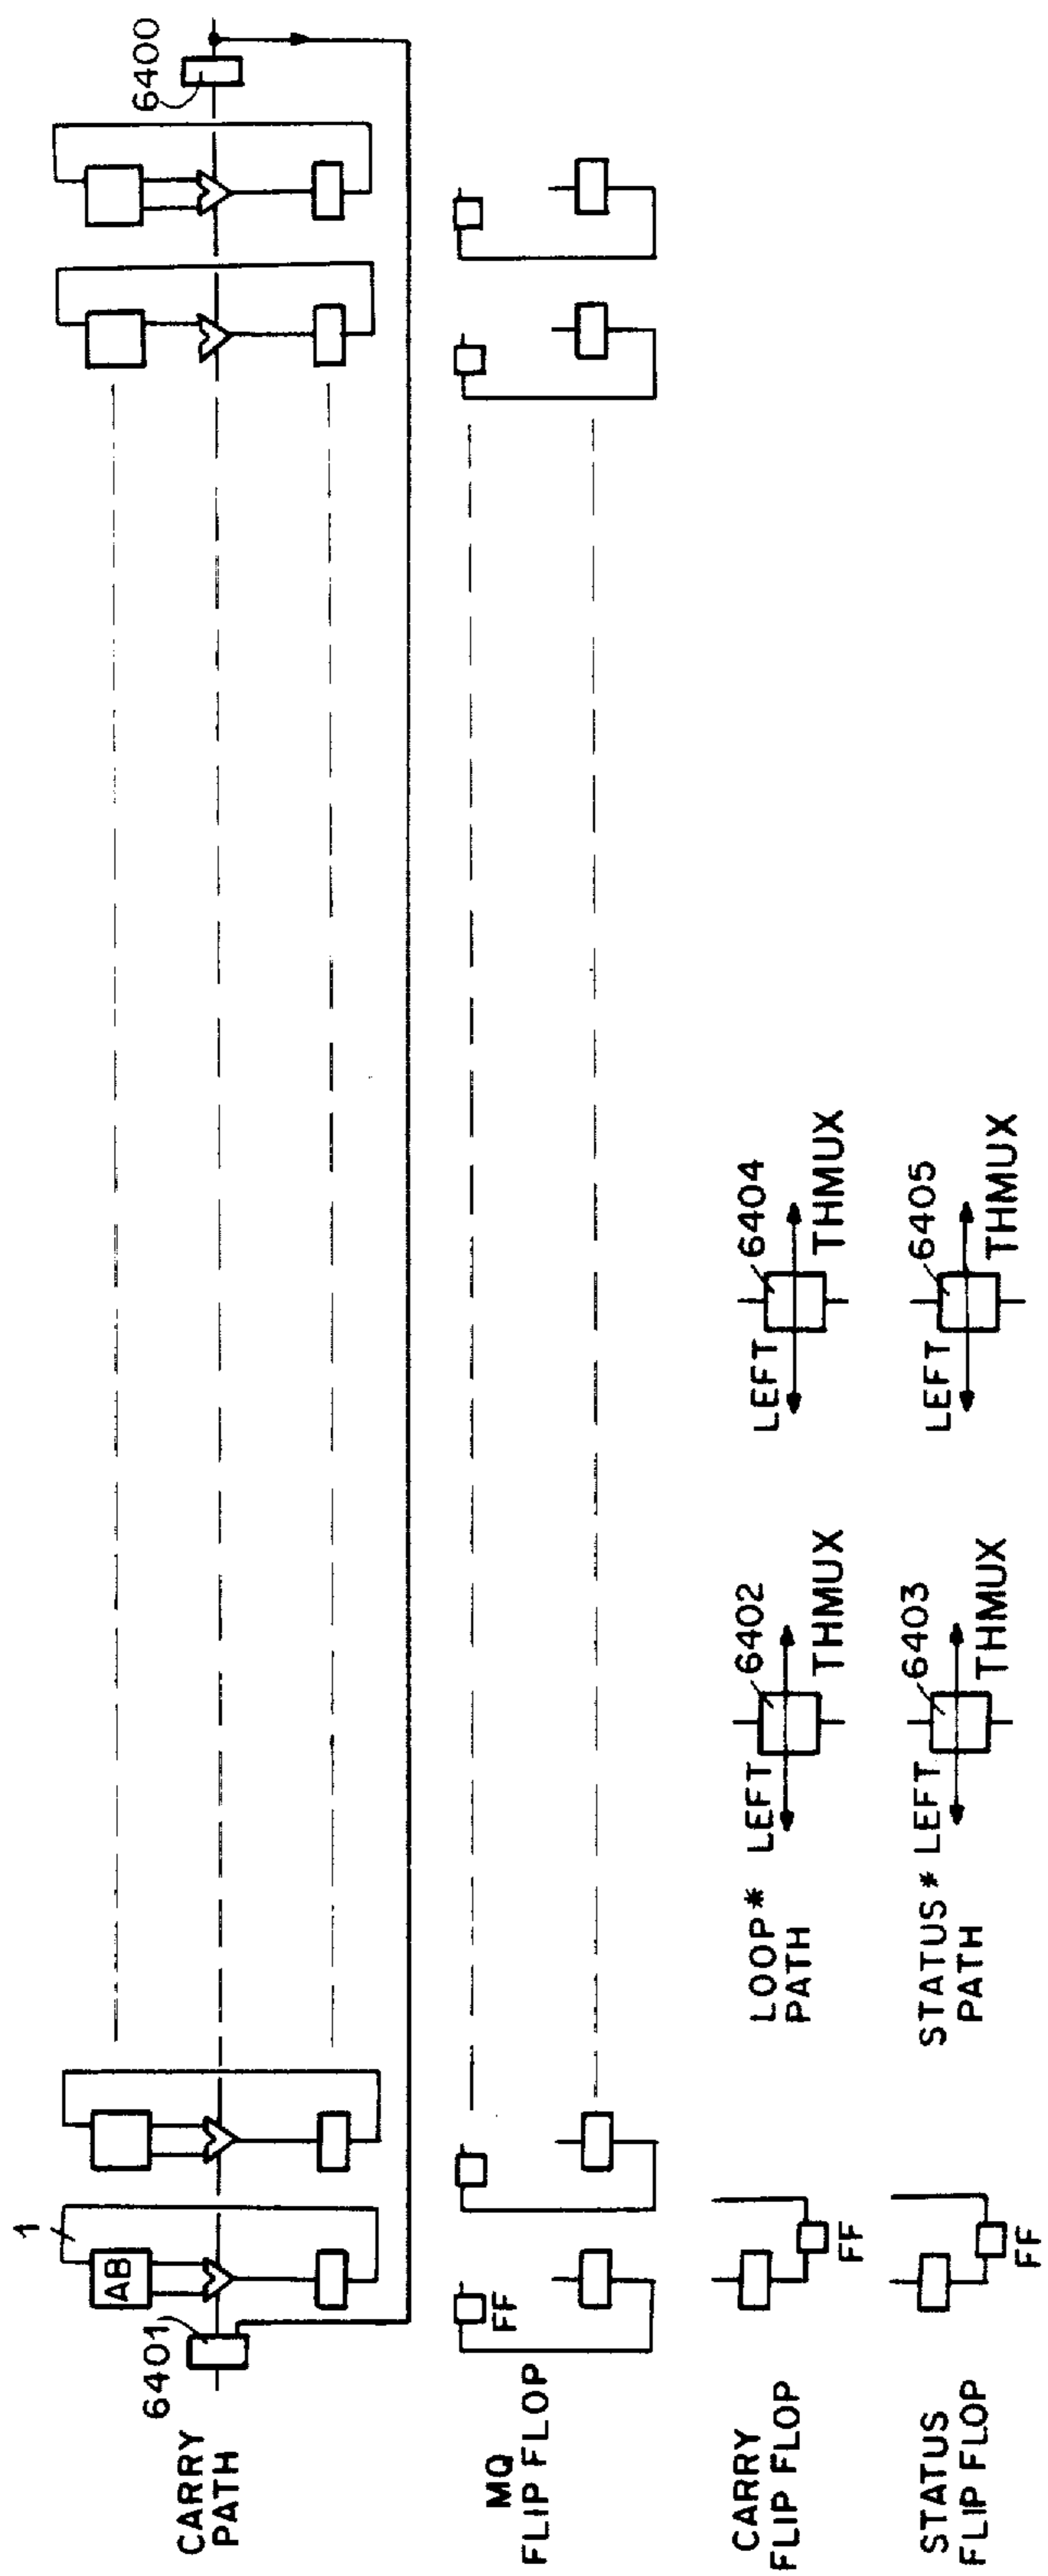 6400
1
AB
6401
CARRY
PATH
FF
MQ
FLIP FLOP
LOOP* LEFT
PATH
6402
THMUX
LEFT
6404
THMUX
CARRY
FLIP FLOP
FF
STATUS* LEFT
PATH
6403
THMUX
LEFT
6405
THMUX
STATUS
FLIP FLOP
FF